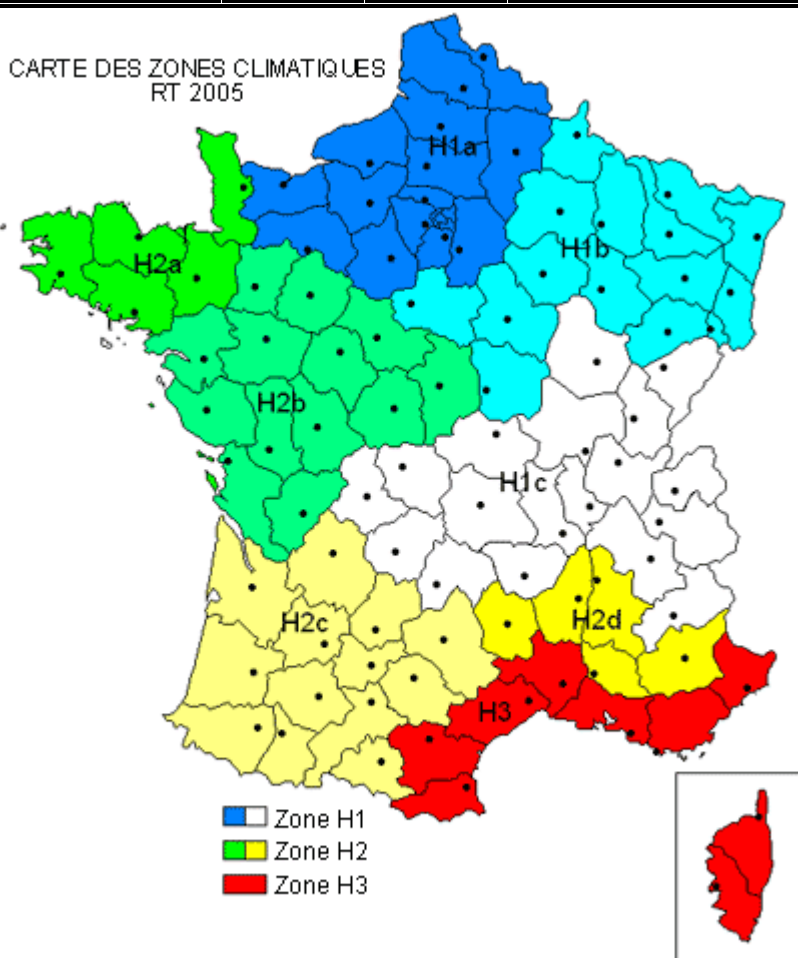 CARTE DES ZONES CLIMATIQUES
RT 2005
H1a
H1b
H2a
H2b
H1c
H2c
H2d
H3
Zone H1
Zone H2
Zone H3